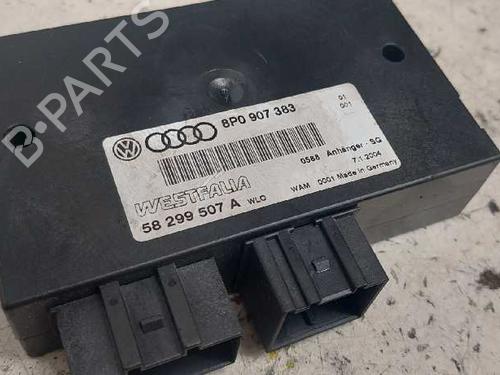 B-PARTS
8P0 907 383
01
001
0588 Anhänger-SG
WESTFALIA
7.1.2004
58 299 507 A WLC
WAM 0001 Made in Germany